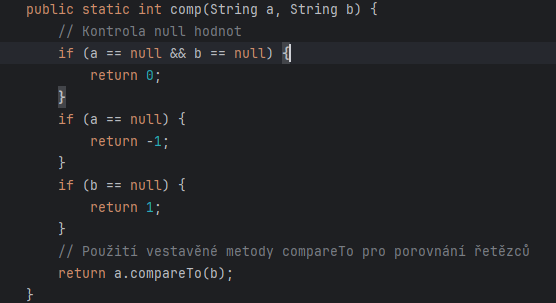 public static int comp(String a, String b) {
// Kontrola null hodnot
if (a == null && b == null) {
return 0;
}
if (a == null) {
return -1;
}
if (b == null) {
return 1;
}
// Použití vestavěné metody compareTo pro porovnání řetězců
return a.compareTo(b);
}